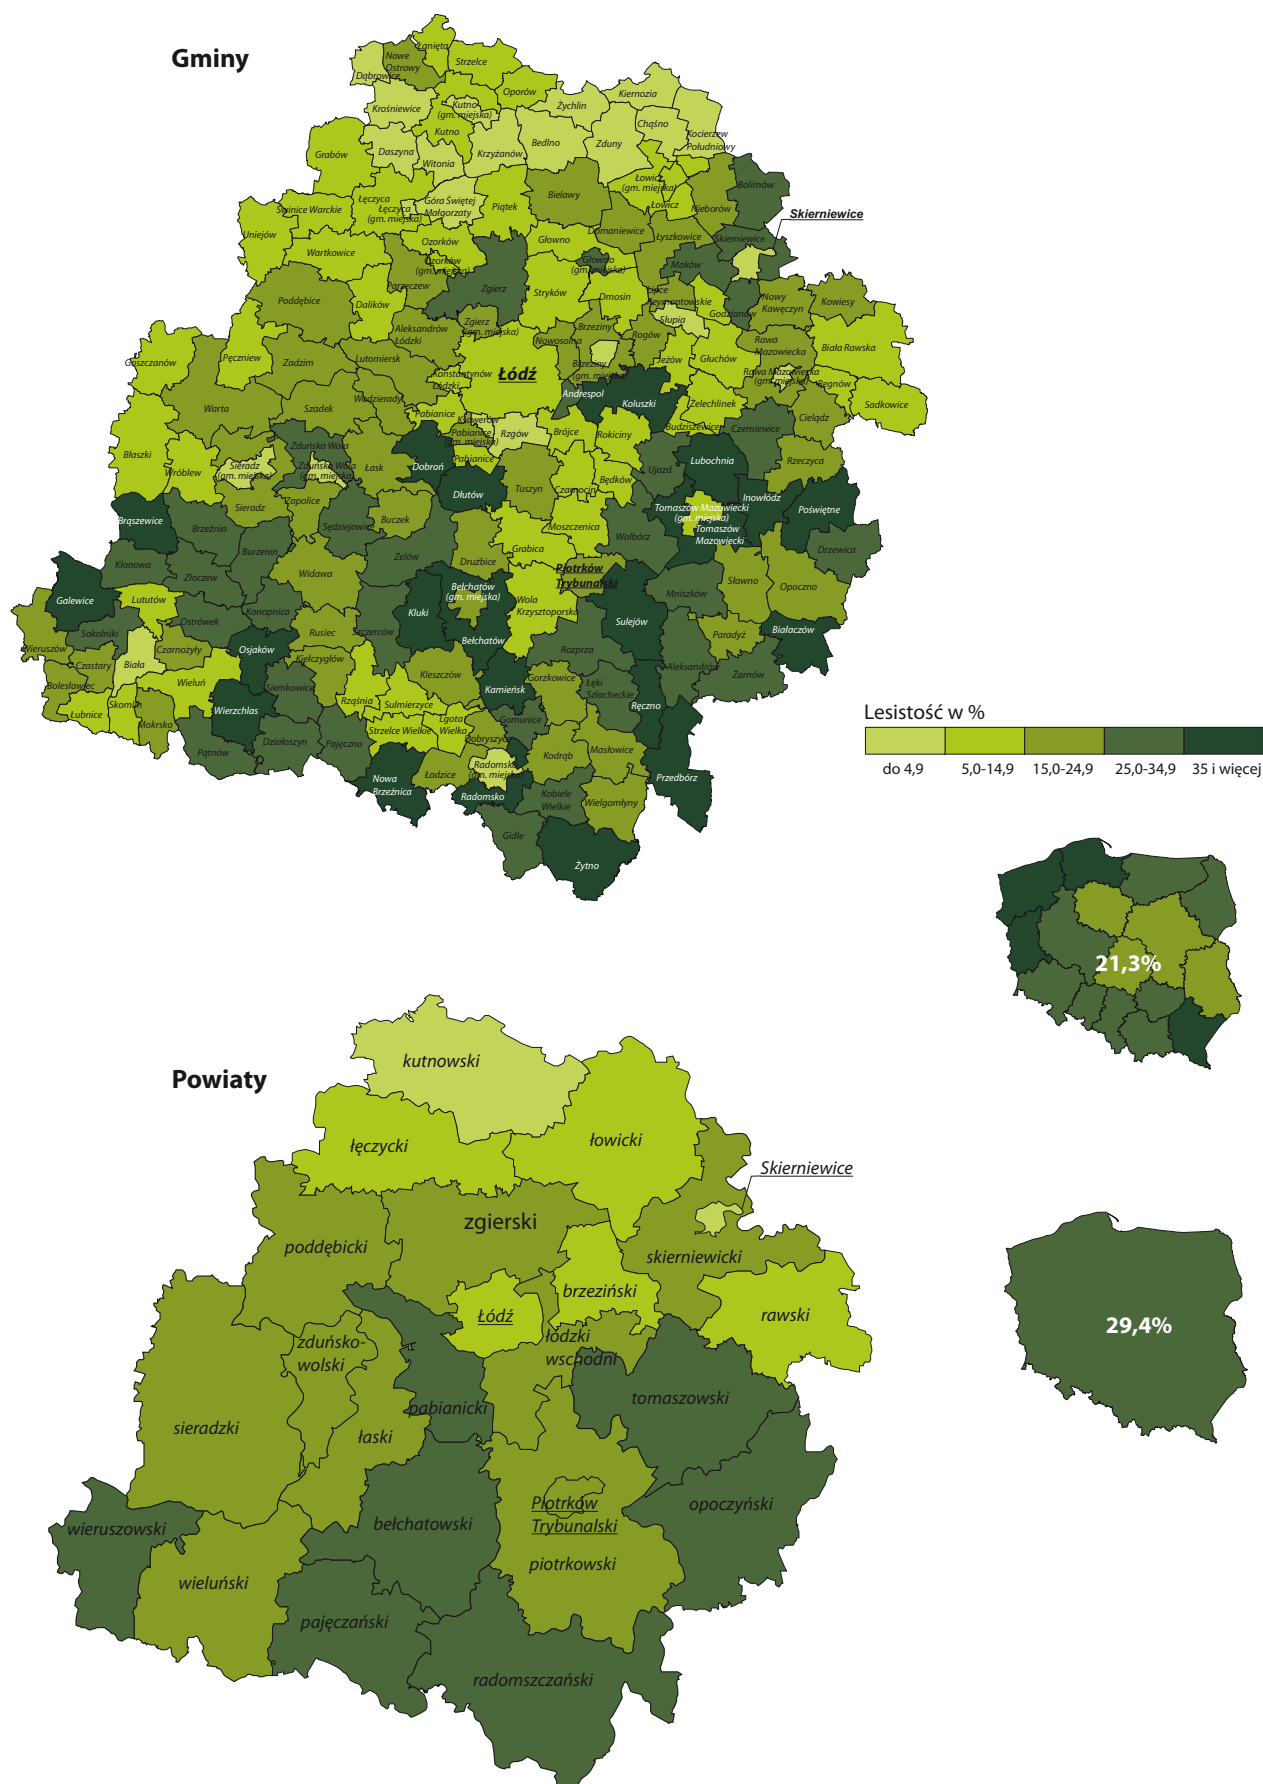 Gminy
Łanięta
Nowe
Ostrowy
Strzelce
Dąbrowice
Oporów
Kiernozia
Żychlin
Krośniewice
Kutno
(gm. miejska)
Kutno
Chąśno
Kocierzew
Południowy
Bedlno
Zduny
Krzyżanów
Daszyna
Witonia
Grabów
Łowicz
(gm. miejska)
Łowicz
Bolimów
Nieborów
Bielawy
Łęczyca
Łęczyca
(gm. miejska)
Góra Świętej
Małgorzaty
Piątek
Świnice Warckie
Uniejów
Skierniewice
Domaniewice
Łyszkowice
Skierniewice
Wartkowice
Ozorków
Ozorków
(gm. miejska)
Głowno
Głowno
(gm. miejska)
Maków
Parzęczew
Zgierz
Stryków
Dmosin
Lipce
Reymontowskie
Godzianów
Nowy
Kawęczyn
Kowiesy
Poddębice
Dalików
Słupia
Aleksandrów
Łódzki
Zgierz
(gm. miejska)
Nowosolna
Brzeziny
Rogów
Rawa
Mazowiecka
Biała Rawska
Goszczanów
Pęczniew
Zadzim
Lutomiersk
Brzeziny
(gm. miejska)
Jeżów
Głuchów
Konstantynów
Łódzki
Łódź
Rawa Mazowiecka
(gm. miejska)
Regnów
Sadkowice
Andrespol
Koluszki
Żelechlinek
Wodzierady
Warta
Szadek
Pabianice
Ksawerów
Pabianice
(gm. miejska)
Rzgów
Brójce
Rokiciny
Budziszewice
Czerniewice
Cielądz
Błaszki
Wróblew
Zduńska Wola
Sieradz
(gm. miejska)
Zduńska Wola
(gm. miejska)
Łask
Dobroń
Pabianice
Ujazd
Lubochnia
Rzeczyca
Będków
Czarnocin
Tuszyn
Dłutów
Inowłódz
Poświętne
Brąszewice
Sieradz
Zapolice
Sędziejowice
Buczek
Tomaszów Mazowiecki
(gm. miejska)
Tomaszów
Mazowiecki
Brzeźnio
Moszczenica
Wolbórz
Drzewica
Burzenin
Zelów
Grabica
Drużbice
Klonowa
Złoczew
Widawa
Piotrków
Trybunalski
Sławno
Opoczno
Galewice
Lututów
Bełchatów
(gm. miejska)
Wola
Krzysztoporska
Mniszków
Kluki
Konopnica
Ostrówek
Sokolniki
Szczerców
Rusiec
Sulejów
Białaczów
Paradyż
Wieruszów
Czarnożyły
Osjaków
Bełchatów
Rozprza
Biała
Czastary
Kiełczygłów
Kleszczów
Gorzkowice
Aleksandrów
Żarnów
Bolesławiec
Wieluń
Siemkowice
Kamieńsk
Łęki
Szlacheckie
Łubnice
Skomlin
Mokrsko
Wierzchlas
Rząśnia
Sulmierzyce
Ręczno
Gomunice
Lgota
Wielka
Strzelce Wielkie
Dobryszyce
Pątnów
Działoszyn
Pajęczno
Kodrąb
Masłowice
Nowa
Brzeźnica
Ładzice
Radomsko
(gm. miejska)
Radomsko
Przedbórz
Kobiele
Wielkie
Wielgomłyny
Gidle
Żytno
Lesistość w %
do 4,9
5,0-14,9
15,0-24,9
25,0-34,9
35 i więcej
21,3%
Powiaty
kutnowski
łęczycki
łowicki
Skierniewice
zgierski
poddębicki
skierniewicki
brzeziński
rawski
Łódź
łódzki
wschodni
zduńsko-
wolski
tomaszowski
pabianicki
sieradzki
łaski
29,4%
opoczyński
Piotrków
Trybunalski
wieruszowski
bełchatowski
piotrkowski
wieluński
pajęczański
radomszczański